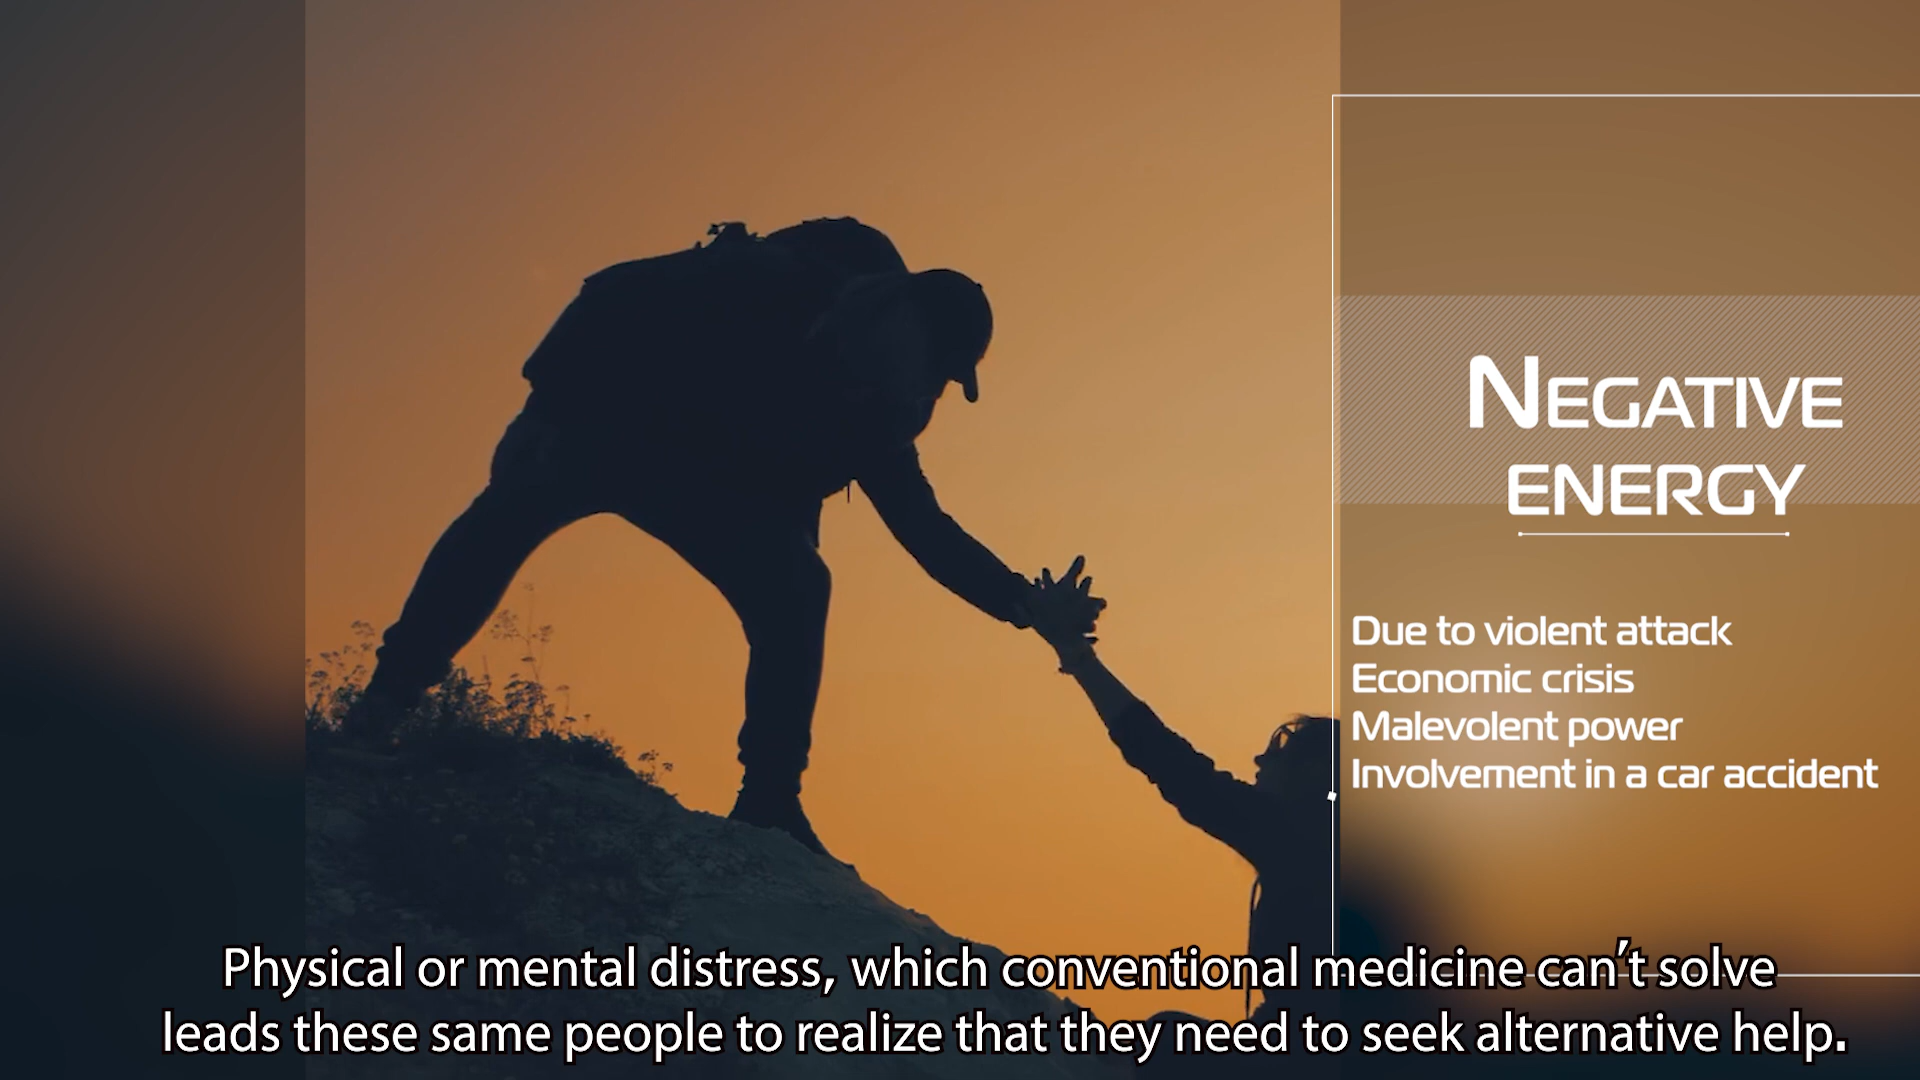 Negative
energy
Due to violent attack
Economic crisis
Malevolent power
Involvement in a car accident
Physical or mental distress, which conventional medicine can't solve
leads these same people to realize that they need to seek alternative help.